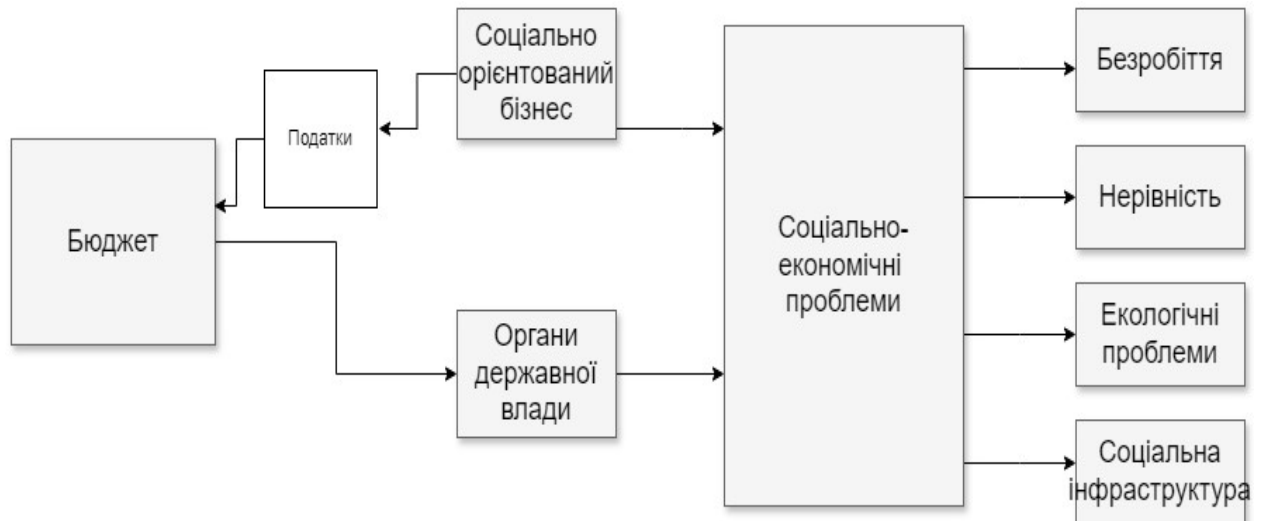 Соціально
орієнтований
бізнес
Податки
Бюджет
Органи
державної
влади
Соціально-
економічні
проблеми
Безробіття
Нерівність
Екологічні
проблеми
Соціальна
інфраструктура